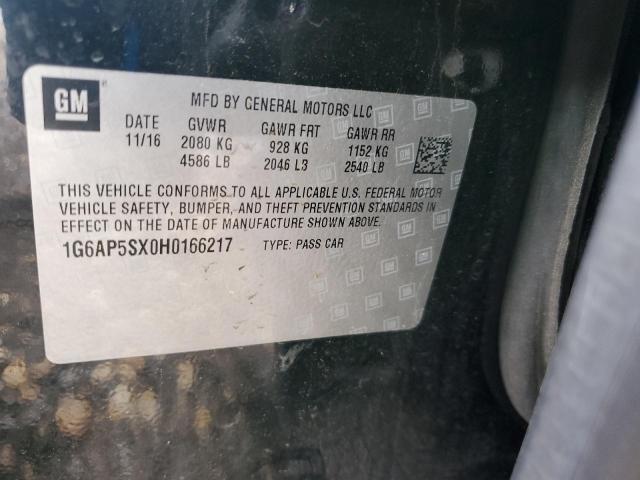 GM
MFD BY GENERAL MOTORS LLC
DATE GVWR GAWR FRT GAWR RR
11/16 2080 KG 928 KG 1152 KG
4586 LB 2046 L3 2540 LB
THIS VEHICLE CONFORMS TO ALL APPLICABLE U.S. FEDERAL MOTOR
VEHICLE SAFETY, BUMPER, AND THEFT PREVENTION STANDARDS IN
EFFECT ON THE DATE OF MANUFACTURE SHOWN ABOVE.
1G6AP5SX0H0166217 TYPE: PASS CAR